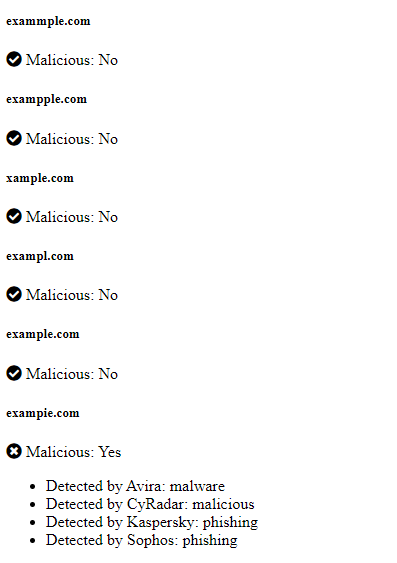 exammple.com
Malicious: No
exampple.com
Malicious: No
xample.com
Malicious: No
exampl.com
Malicious: No
example.com
Malicious: No
exampie.com
Malicious: Yes
• Detected by Avira: malware
• Detected by CyRadar: malicious
• Detected by Kaspersky: phishing
• Detected by Sophos: phishing